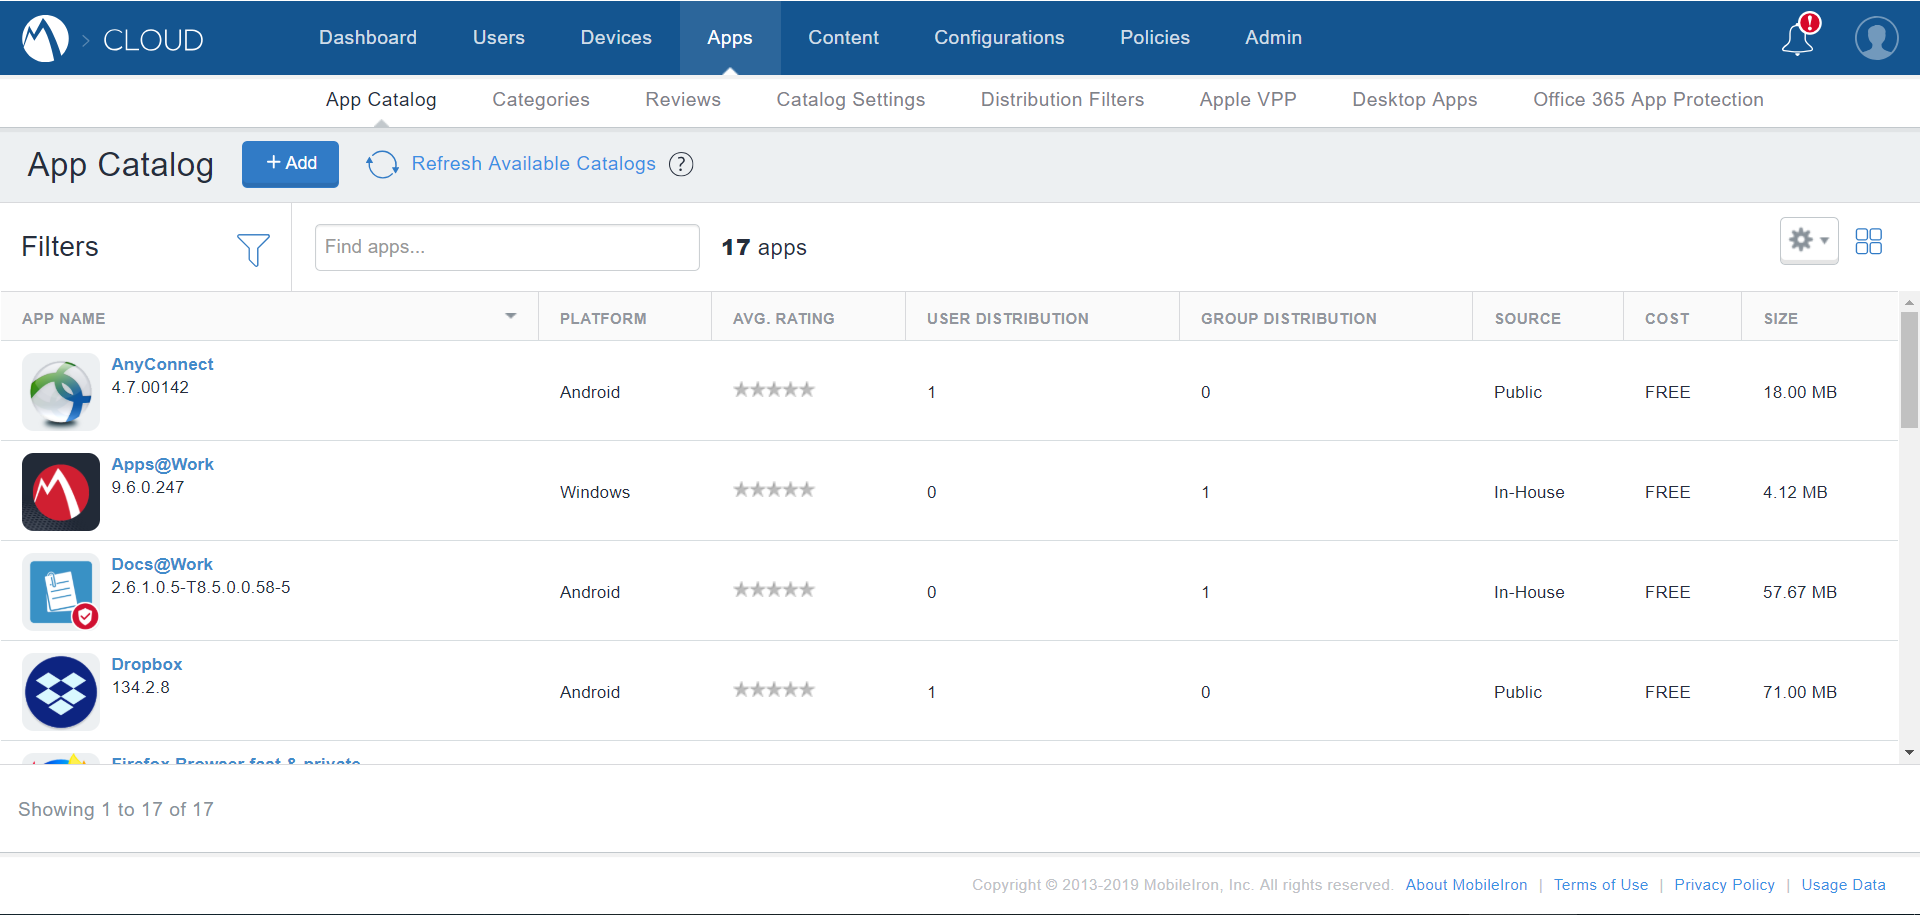 CLOUD Dashboard Users Devices Apps Content Configurations Policies Admin
App Catalog Categories Reviews Catalog Settings Distribution Filters Apple VPP Desktop Apps Office 365 App Protection
App Catalog + Add Refresh Available Catalogs ?
Filters Find apps... 17 apps
APP NAME PLATFORM AVG. RATING USER DISTRIBUTION GROUP DISTRIBUTION SOURCE COST SIZE
AnyConnect
4.7.00142
Android 1 0 Public FREE 18.00 MB
Apps@Work
9.6.0.247
Windows 0 1 In-House FREE 4.12 MB
Docs@Work
2.6.1.0.5-T8.5.0.0.58-5
Android 0 1 In-House FREE 57.67 MB
Dropbox
134.2.8
Android 1 0 Public FREE 71.00 MB
Firefox Browser fast & private
Showing 1 to 17 of 17
Copyright © 2013-2019 MobileIron, Inc. All rights reserved. About MobileIron | Terms of Use | Privacy Policy | Usage Data